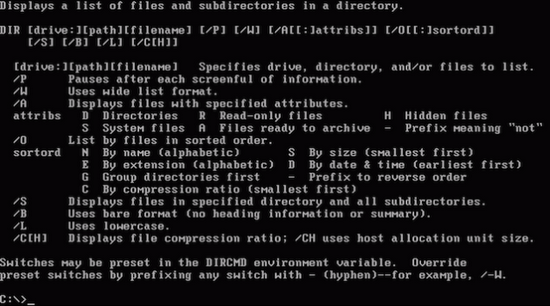 Displays a list of files and subdirectories in a directory.
DIR [drive:][path][filename] [/P] [/W] [/A[[:]attribs]] [/O[[:]sortord]]
[/S] [/B] [/L] [/C[H]]
[drive:][path][filename] Specifies drive, directory, and/or files to list.
/P Pauses after each screenful of information.
/W Uses wide list format.
/A Displays files with specified attributes.
attribs D Directories R Read-only files H Hidden files
S System files A Files ready to archive - Prefix meaning "not"
/O List by files in sorted order.
sortord N By name (alphabetic) S By size (smallest first)
E By extension (alphabetic) D By date & time (earliest first)
G Group directories first - Prefix to reverse order
C By compression ratio (smallest first)
/S Displays files in specified directory and all subdirectories.
/B Uses bare format (no heading information or summary).
/L Uses lowercase.
/C[H] Displays file compression ratio; /CH uses host allocation unit size.
Switches may be preset in the DIRCMD environment variable. Override
preset switches by prefixing any switch with - (hyphen)--for example, /-W.
C:\>_